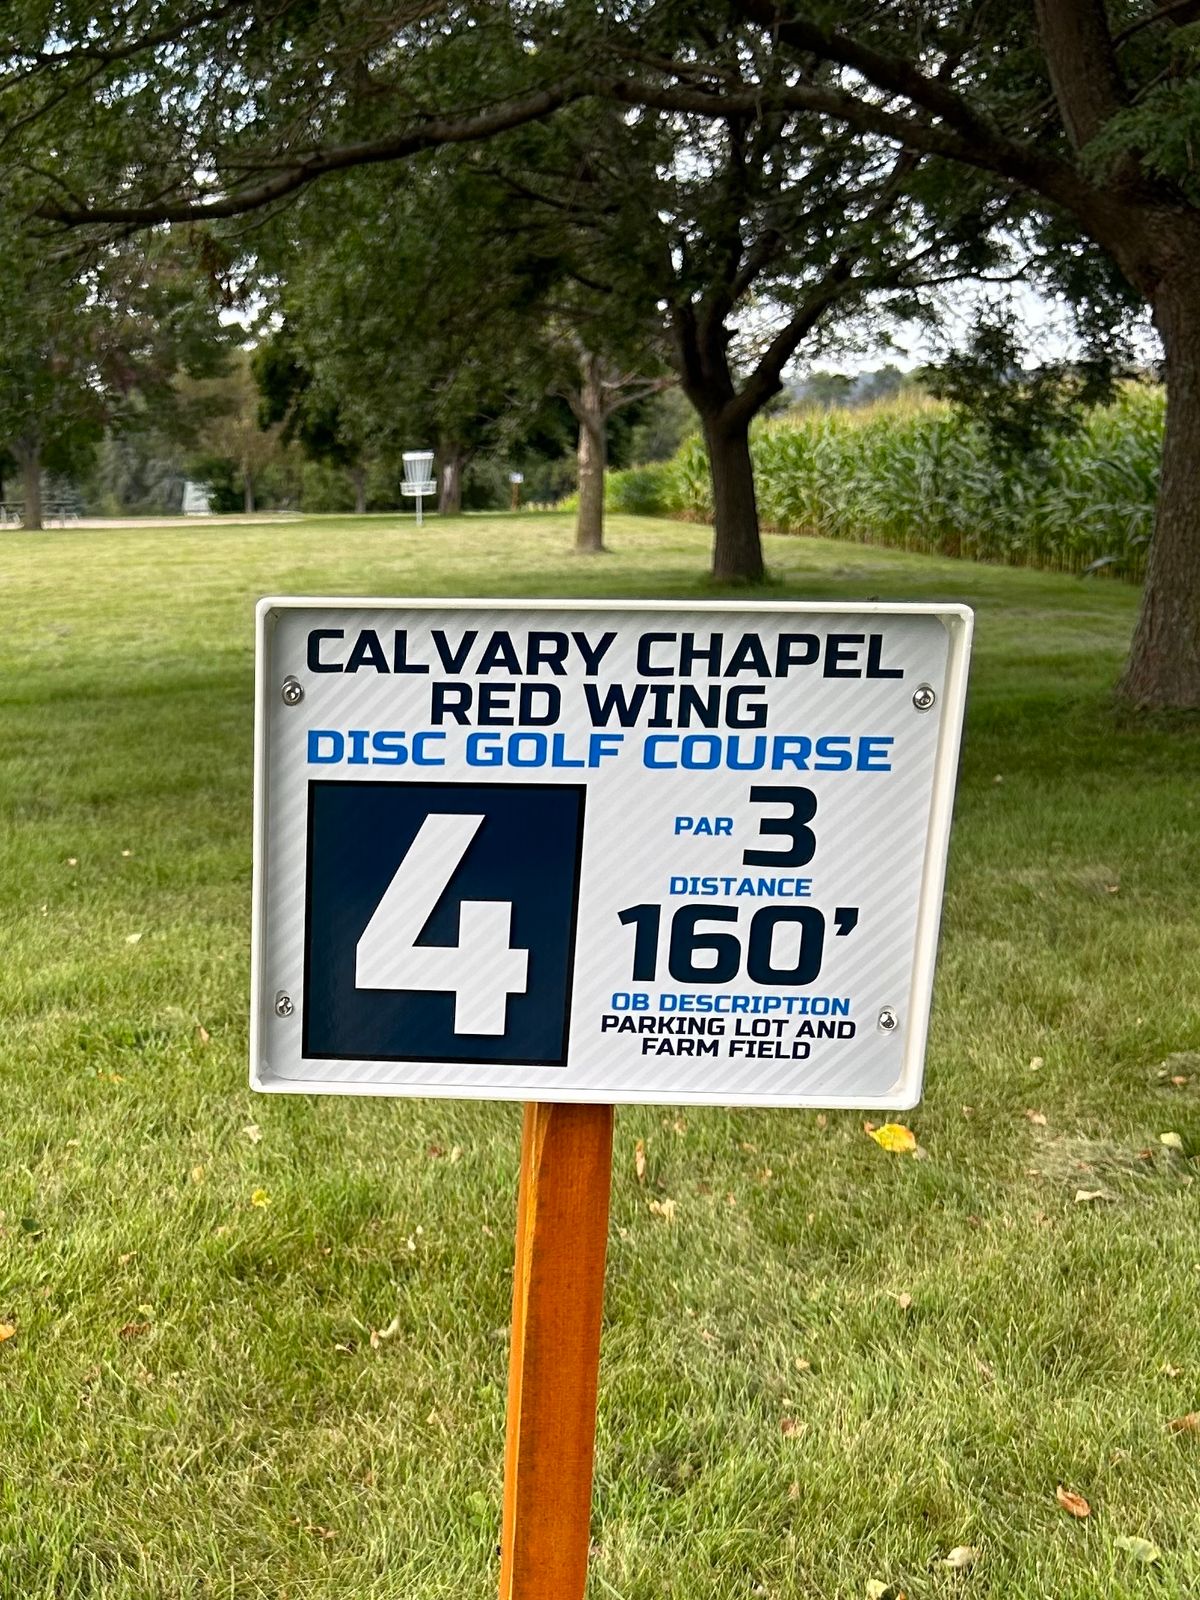 CALVARY CHAPEL
RED WING
DISC GOLF COURSE
4
PAR 3
DISTANCE
160’
OB DESCRIPTION
PARKING LOT AND
FARM FIELD